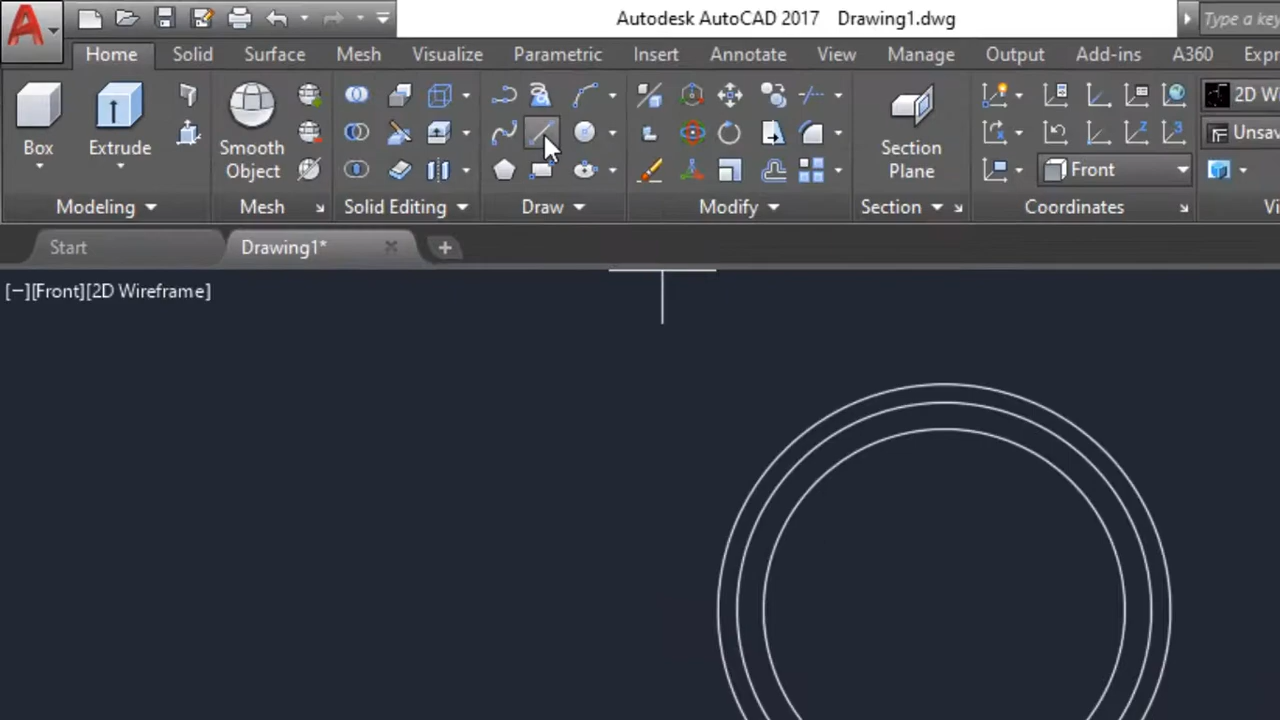 Autodesk AutoCAD 2017 Drawing1.dwg
Type a key
Home Solid Surface Mesh Visualize Parametric Insert Annotate View Manage Output Add-ins A360 Expr
2D Wi
Unsav
Box Extrude Smooth Object Section Plane Front
Modeling Mesh Solid Editing Draw Modify Section Coordinates Vi
Start Drawing1*
[−][Front][2D Wireframe]